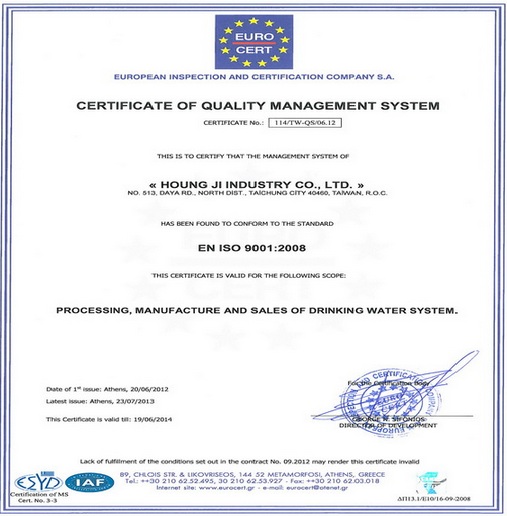 EURO
CERT
EUROPEAN INSPECTION AND CERTIFICATION COMPANY S.A.
CERTIFICATE OF QUALITY MANAGEMENT SYSTEM
CERTIFICATE No.: 114/TW-QS/06.12
THIS IS TO CERTIFY THAT THE MANAGEMENT SYSTEM OF
« HOUNG JI INDUSTRY CO., LTD. »
NO. 513, DAYA RD., NORTH DIST., TAICHUNG CITY 40460, TAIWAN, R.O.C.
HAS BEEN FOUND TO CONFORM TO THE STANDARD
EN ISO 9001:2008
THIS CERTIFICATE IS VALID FOR THE FOLLOWING SCOPE:
PROCESSING, MANUFACTURE AND SALES OF DRINKING WATER SYSTEM.
Date of 1st issue: Athens, 20/06/2012
Latest issue: Athens, 23/07/2013
This Certificate is valid till: 19/06/2014
For the Certification Body
GEORGE N. SIFONIOS
DIRECTOR OF DEVELOPMENT
Lack of fulfillment of the conditions set out in the contract No. 09.2012 may render this certificate invalid
ESYD
Certification of MS
Cert. No. 3-3
IAF
89, CHLOIS STR. & LIKOVRISEOS, 144 52 METAMORFOSI, ATHENS, GREECE
Tel.: ++30 210 62.52.495, 30 210 62.53.927 - Fax: ++30 210 62.03.018
Internet site: www.eurocert.gr - e-mail: eurocert@otenet.gr
ΔΠ13.1/E10/16-09-2008